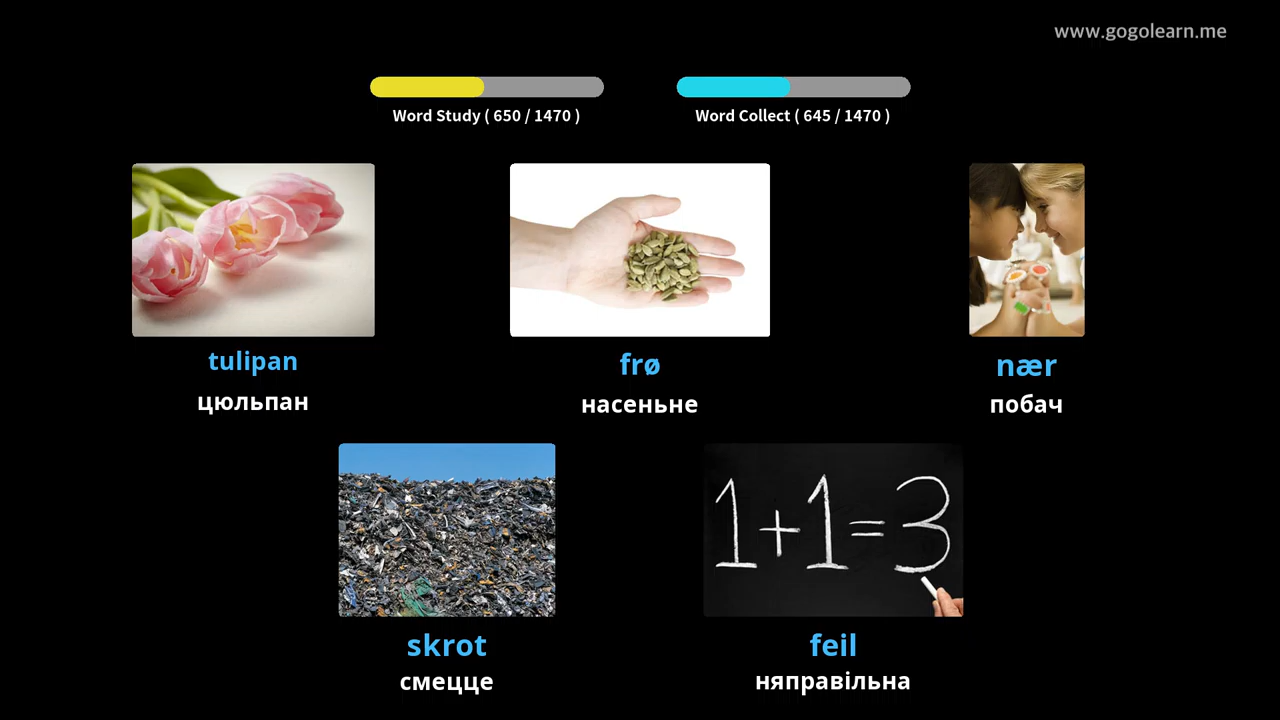 www.gogolearn.me
Word Study ( 650 / 1470 )
Word Collect ( 645 / 1470 )
tulipan
цюльпан
frø
насеньне
nær
побач
skrot
смецце
1+1=3
feil
няправільна